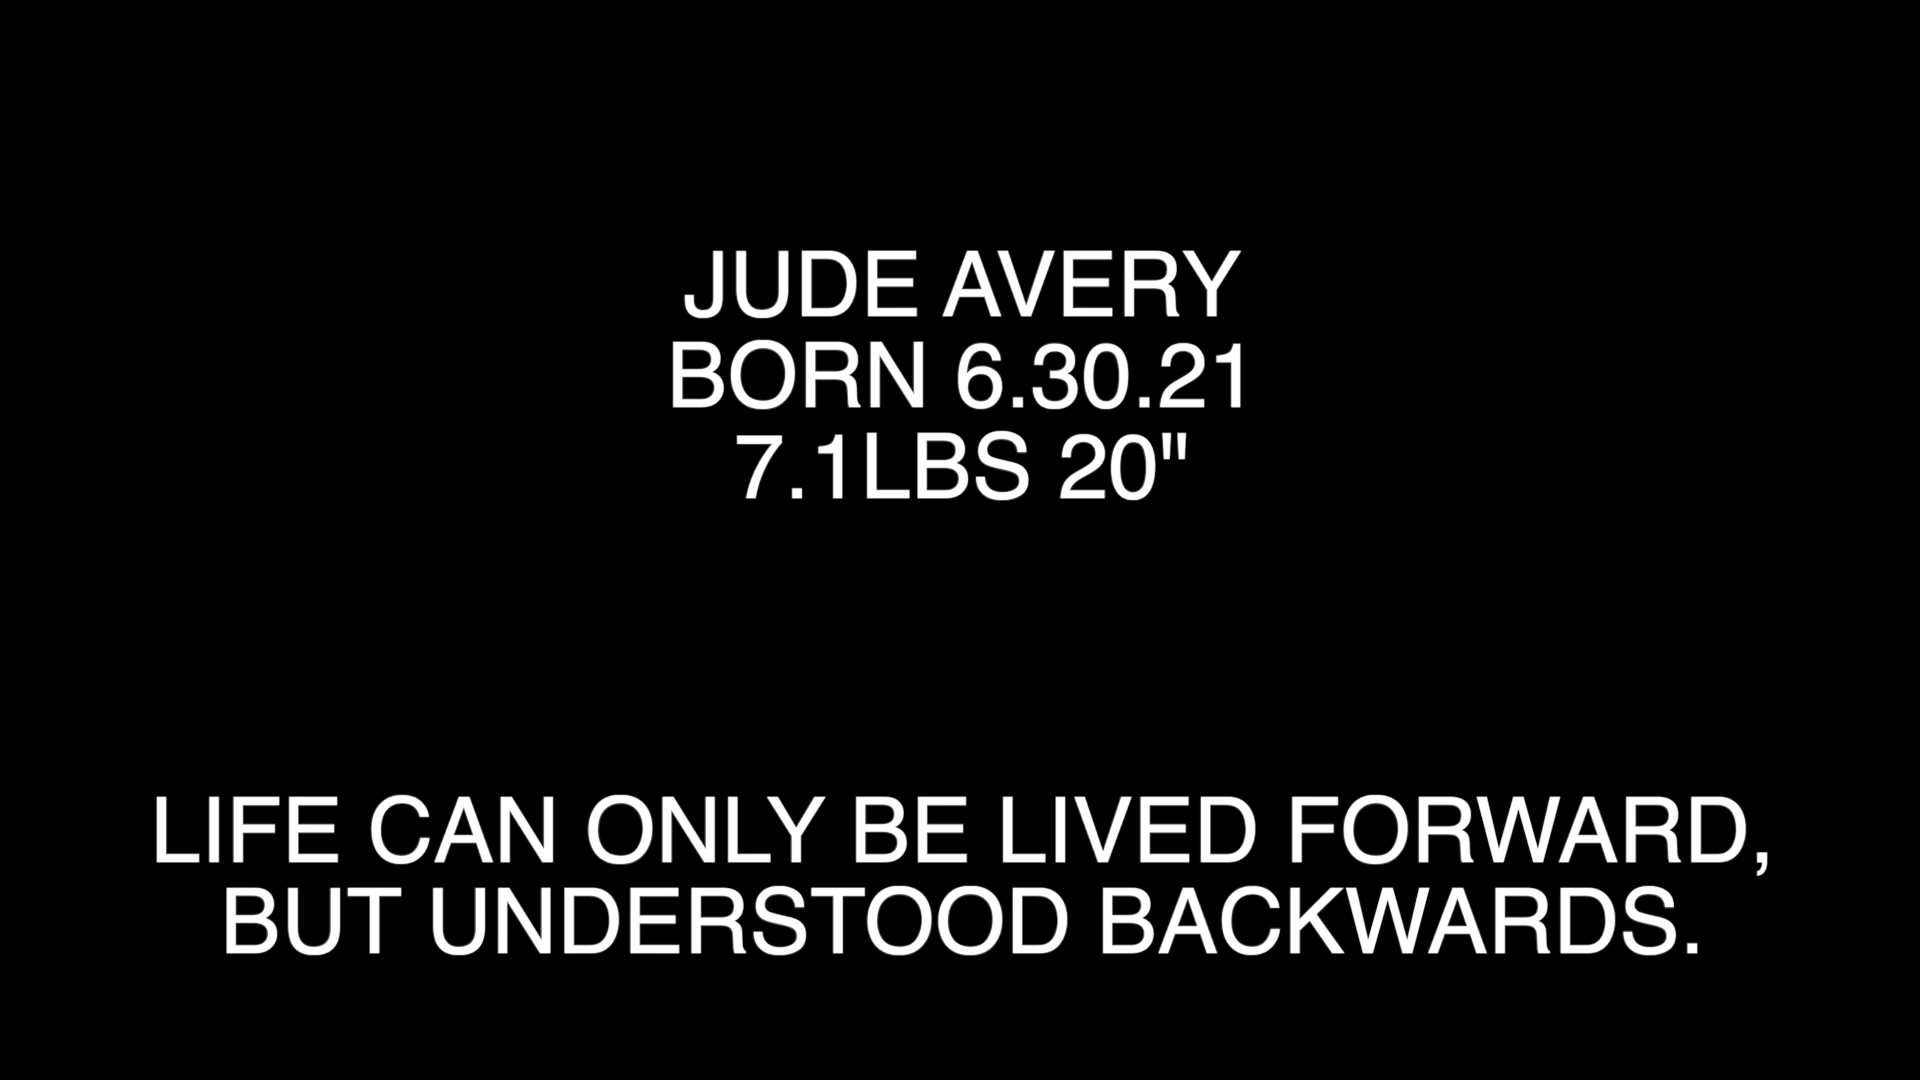 JUDE AVERY
BORN 6.30.21
7.1LBS 20"
LIFE CAN ONLY BE LIVED FORWARD,
BUT UNDERSTOOD BACKWARDS.